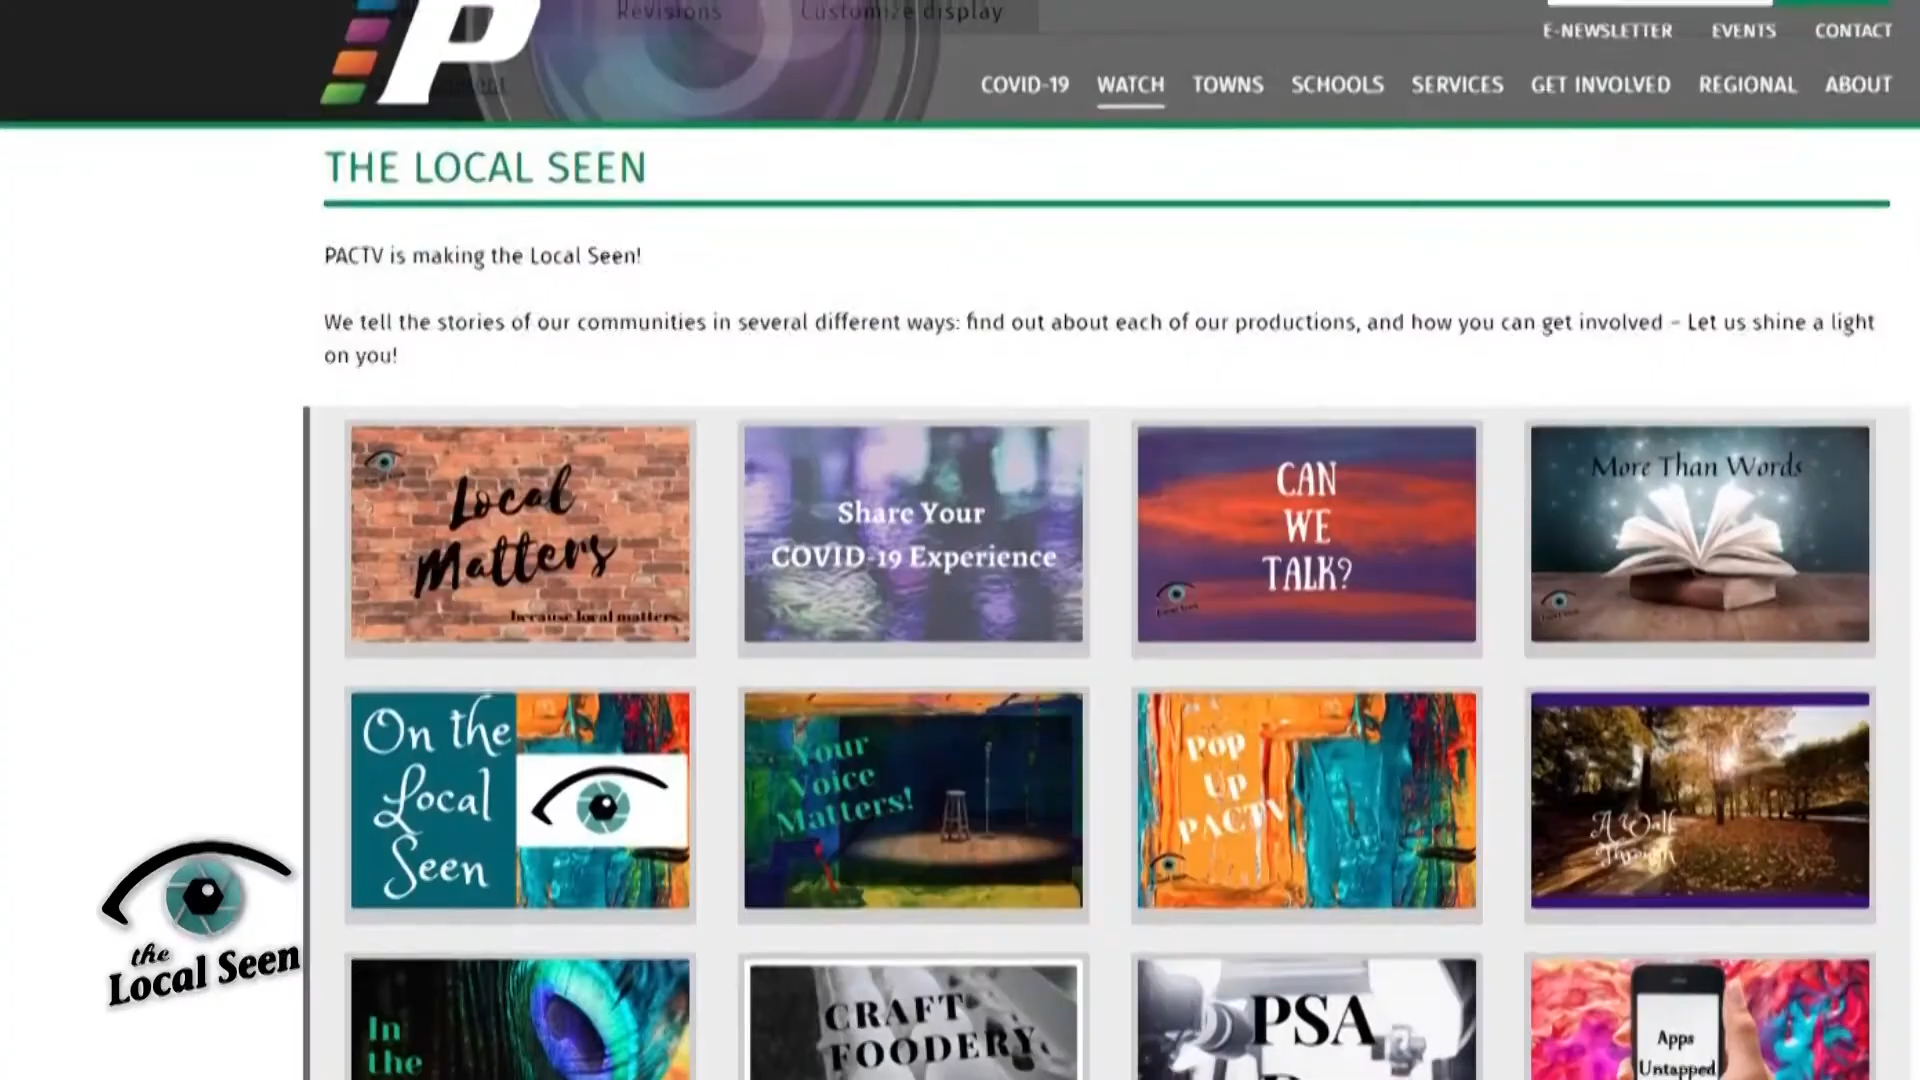 Revisions Customize display
P
E-NEWSLETTER EVENTS CONTACT
COVID-19 WATCH TOWNS SCHOOLS SERVICES GET INVOLVED REGIONAL ABOUT
THE LOCAL SEEN
PACTV is making the Local Seen!
We tell the stories of our communities in several different ways: find out about each of our productions, and how you can get involved – Let us shine a light
on you!
Local
Matters
because local matters.
Share Your
COVID-19 Experience
CAN
WE
TALK?
More Than Words
On the
Local
Seen
Your
Voice
Matters!
Pop
Up
PACTV
A Walk
Through
the
Local Seen
In
the
CRAFT
FOODERY
PSA
Apps
Untapped